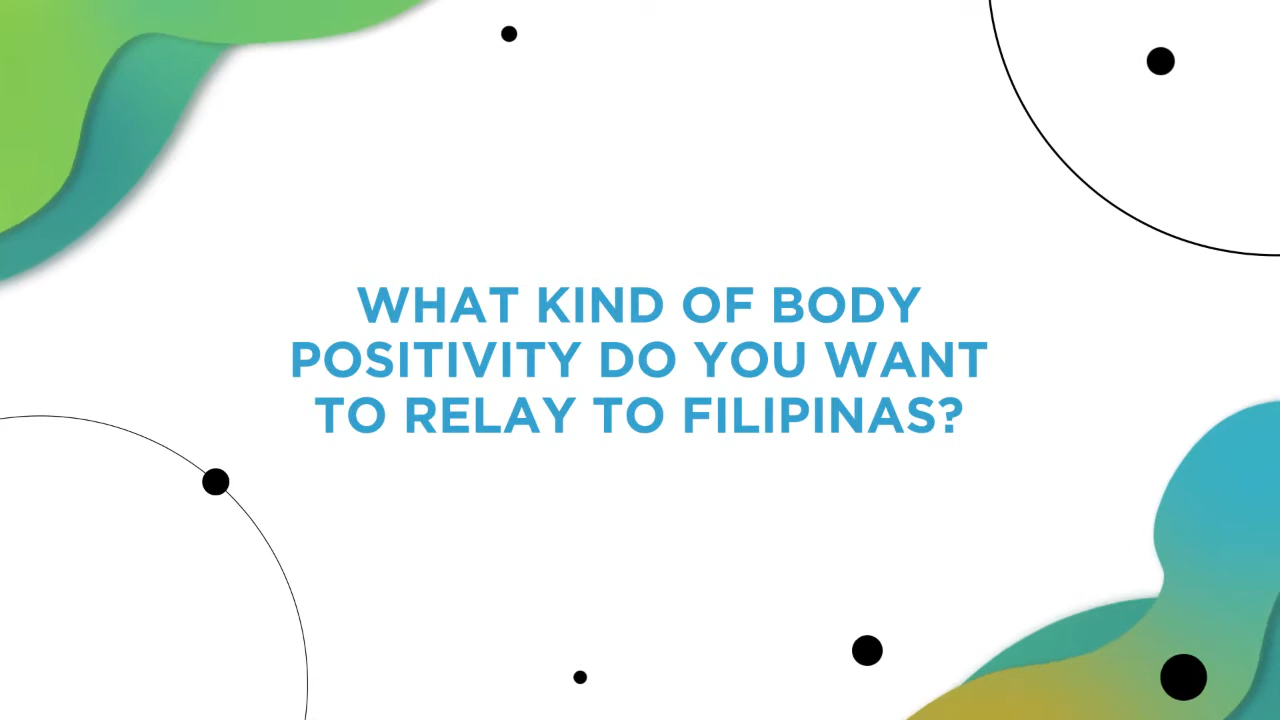 WHAT KIND OF BODY
POSITIVITY DO YOU WANT
TO RELAY TO FILIPINAS?